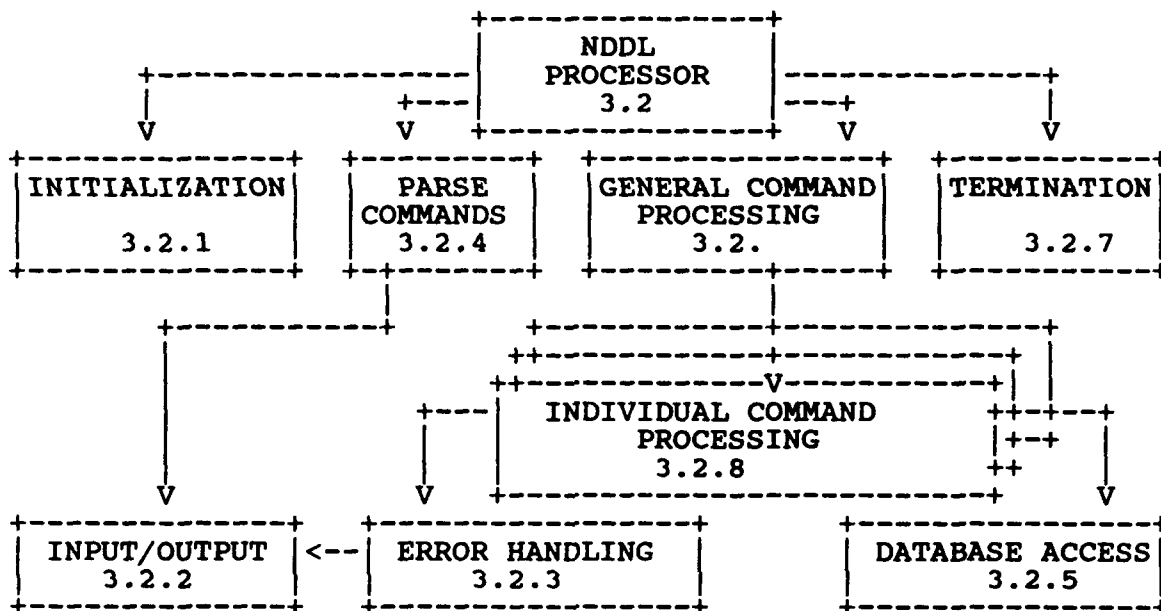 NDDL
PROCESSOR
3.2
INITIALIZATION
3.2.1
PARSE
COMMANDS
3.2.4
GENERAL COMMAND
PROCESSING
3.2.
TERMINATION
3.2.7
INDIVIDUAL COMMAND
PROCESSING
3.2.8
INPUT/OUTPUT
3.2.2
ERROR HANDLING
3.2.3
DATABASE ACCESS
3.2.5